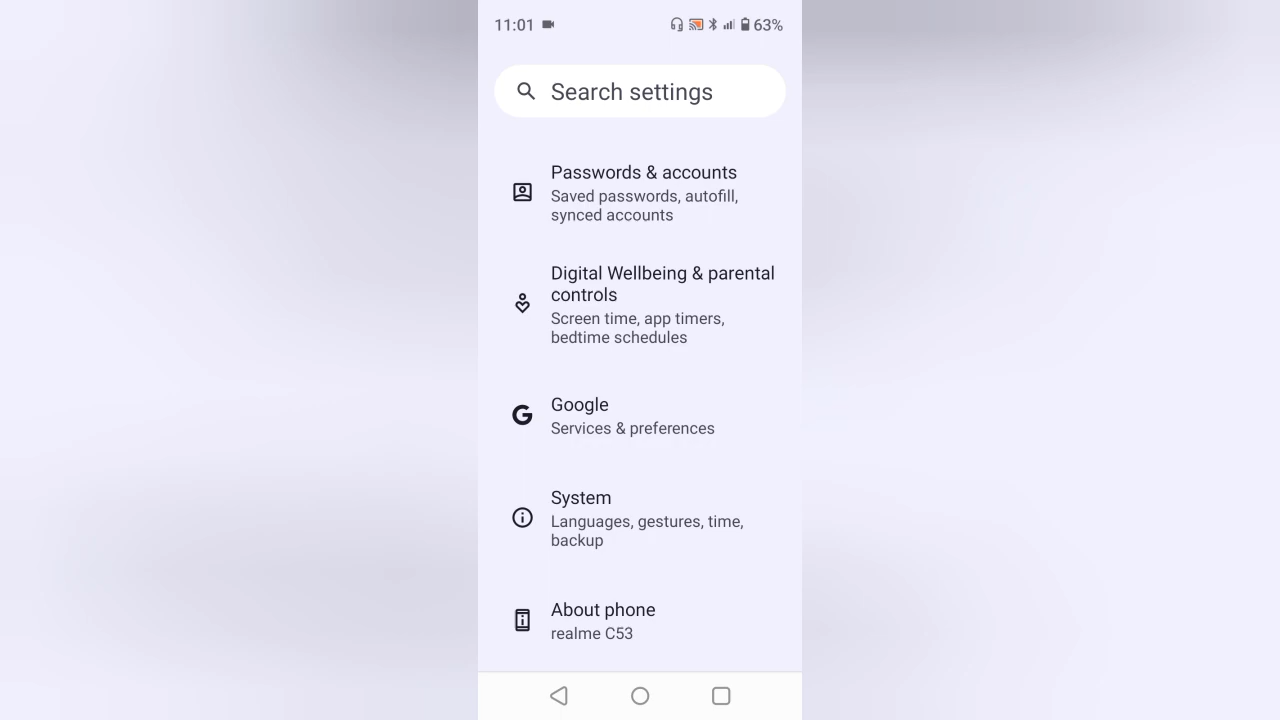 11:01 63%
Search settings
Passwords & accounts
Saved passwords, autofill,
synced accounts
Digital Wellbeing & parental
controls
Screen time, app timers,
bedtime schedules
Google
Services & preferences
System
Languages, gestures, time,
backup
About phone
realme C53